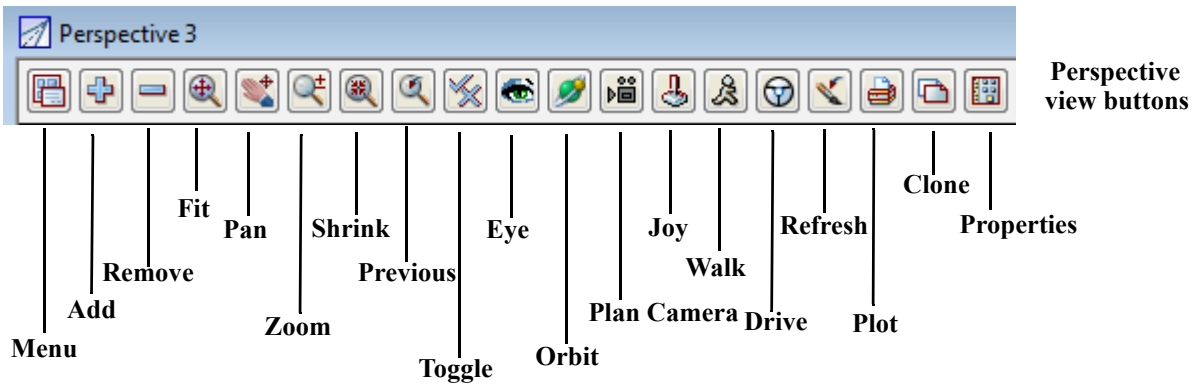 Perspective 3
Perspective
view buttons
Clone
Fit
Pan
Shrink
Eye
Joy
Refresh
Properties
Remove
Previous
Walk
Add
Zoom
Plan Camera
Drive
Plot
Menu
Toggle
Orbit